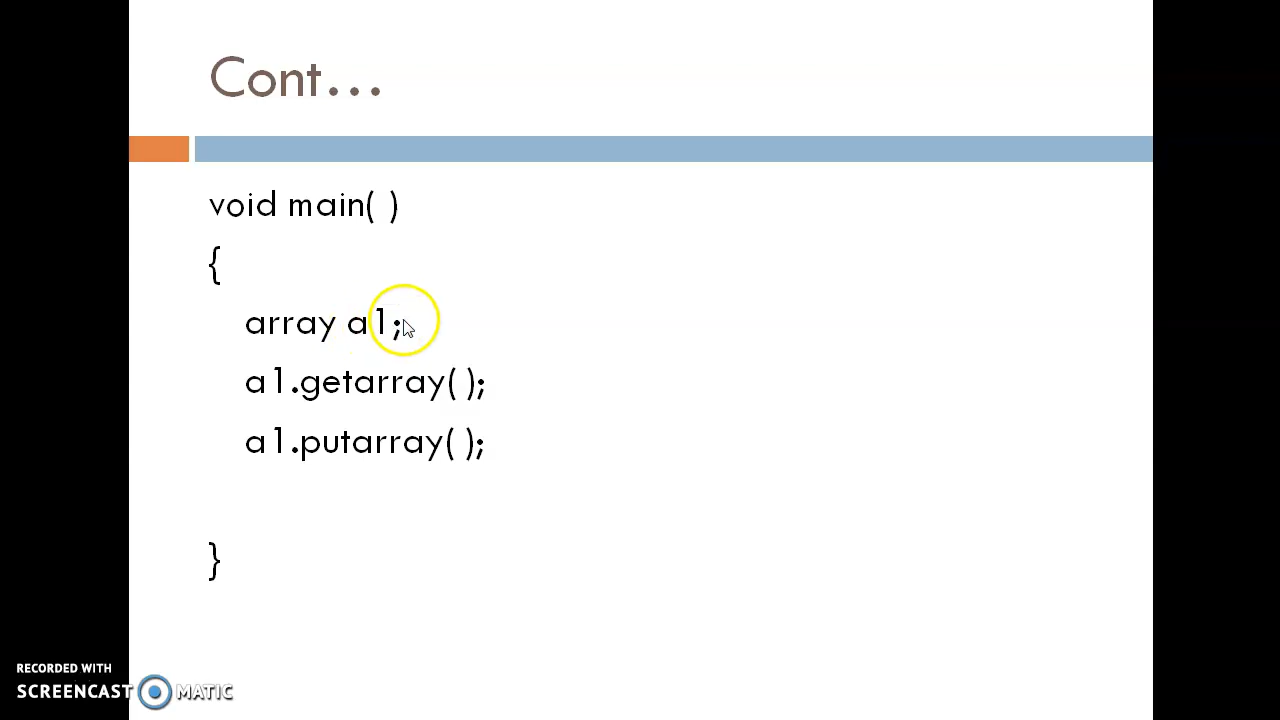 Cont...
void main( )
{
array a1;
a1.getarray( );
a1.putarray( );
}
RECORDED WITH
SCREENCAST MATIC